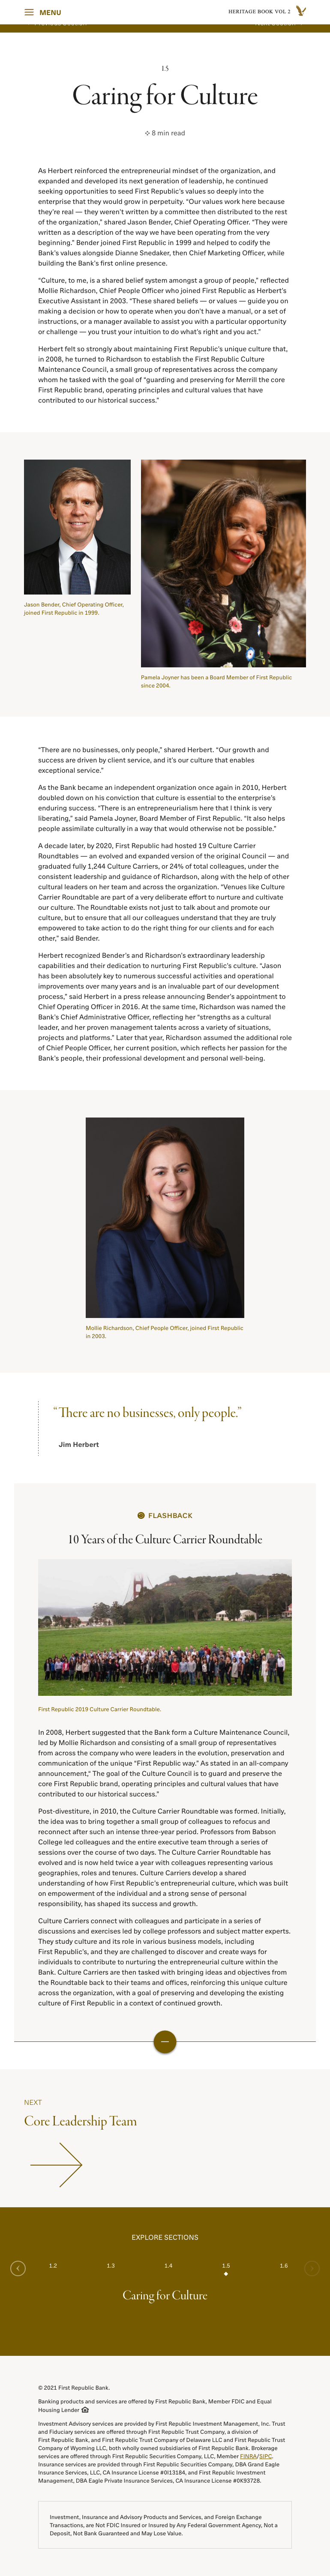 MENU
HERITAGE BOOK VOL 2
1.5
Caring for Culture
8 min read
As Herbert reinforced the entrepreneurial mindset of the organization, and
expanded and developed its next generation of leadership, he continued
seeking opportunities to seed First Republic's values so deeply into the
enterprise that they would grow in perpetuity. “Our values work here because
they're real — they weren't written by a committee then distributed to the rest
of the organization,” shared Jason Bender, Chief Operating Officer. “They were
written as a description of the way we have been operating from the very
beginning.” Bender joined First Republic in 1999 and helped to codify the
Bank's values alongside Dianne Snedaker, then Chief Marketing Officer, while
building the Bank's first online presence.
“Culture, to me, is a shared belief system amongst a group of people,” reflected
Mollie Richardson, Chief People Officer who joined First Republic as Herbert's
Executive Assistant in 2003. “These shared beliefs — or values — guide you on
making a decision or how to operate when you don't have a manual, or a set of
instructions, or a manager available to assist you with a particular opportunity
or challenge — you trust your intuition to do what's right and you act.”
Herbert felt so strongly about maintaining First Republic's unique culture that,
in 2008, he turned to Richardson to establish the First Republic Culture
Maintenance Council, a small group of representatives across the company
whom he tasked with the goal of “guarding and preserving for Merrill the core
First Republic brand, operating principles and cultural values that have
contributed to our historical success.”
Jason Bender, Chief Operating Officer,
joined First Republic in 1999.
Pamela Joyner has been a Board Member of First Republic
since 2004.
“There are no businesses, only people,” shared Herbert. “Our growth and
success are driven by client service, and it's our culture that enables
exceptional service.”
As the Bank became an independent organization once again in 2010, Herbert
doubled down on his conviction that culture is essential to the enterprise's
enduring success. “There is an entrepreneurialism here that I think is very
liberating,” said Pamela Joyner, Board Member of First Republic. “It also helps
people assimilate culturally in a way that would otherwise not be possible.”
A decade later, by 2020, First Republic had hosted 19 Culture Carrier
Roundtables — an evolved and expanded version of the original Council — and
graduated fully 1,244 Culture Carriers, or 24% of total colleagues, under the
consistent leadership and guidance of Richardson, along with the help of other
cultural leaders on her team and across the organization. “Venues like Culture
Carrier Roundtable are part of a very deliberate effort to nurture and cultivate
our culture. The Roundtable exists not just to talk about and promote our
culture, but to ensure that all our colleagues understand that they are truly
empowered to take action to do the right thing for our clients and for each
other,” said Bender.
Herbert recognized Bender's and Richardson's extraordinary leadership
capabilities and their dedication to nurturing First Republic's culture. “Jason
has been absolutely key to numerous successful activities and operational
improvements over many years and is an invaluable part of our development
process,” said Herbert in a press release announcing Bender's appointment to
Chief Operating Officer in 2016. At the same time, Richardson was named the
Bank's Chief Administrative Officer, reflecting her “strengths as a cultural
leader, and her proven management talents across a variety of situations,
projects and platforms.” Later that year, Richardson assumed the additional role
of Chief People Officer, her current position, which reflects her passion for the
Bank's people, their professional development and personal well-being.
Mollie Richardson, Chief People Officer, joined First Republic
in 2003.
“There are no businesses, only people.”
Jim Herbert
FLASHBACK
10 Years of the Culture Carrier Roundtable
First Republic 2019 Culture Carrier Roundtable.
In 2008, Herbert suggested that the Bank form a Culture Maintenance Council,
led by Mollie Richardson and consisting of a small group of representatives
from across the company who were leaders in the evolution, preservation and
communication of the unique “First Republic way.” As stated in an all-company
announcement,“ The goal of the Culture Council is to guard and preserve the
core First Republic brand, operating principles and cultural values that have
contributed to our historical success.”
Post-divestiture, in 2010, the Culture Carrier Roundtable was formed. Initially,
the idea was to bring together a small group of colleagues to refocus and
reconnect after such an intense three-year period. Professors from Babson
College led colleagues and the entire executive team through a series of
sessions over the course of two days. The Culture Carrier Roundtable has
evolved and is now held twice a year with colleagues representing various
geographies, roles and tenures. Culture Carriers develop a shared
understanding of how First Republic's entrepreneurial culture, which was built
on empowerment of the individual and a strong sense of personal
responsibility, has shaped its success and growth.
Culture Carriers connect with colleagues and participate in a series of
discussions and exercises led by college professors and subject matter experts.
They study culture and its role in various business models, including
First Republic's, and they are challenged to discover and create ways for
individuals to contribute to nurturing the entrepreneurial culture within the
Bank. Culture Carriers are then tasked with bringing ideas and objectives from
the Roundtable back to their teams and offices, reinforcing this unique culture
across the organization, with a goal of preserving and developing the existing
culture of First Republic in a context of continued growth.
NEXT
Core Leadership Team
EXPLORE SECTIONS
1.2 1.3 1.4 1.5 1.6
Caring for Culture
© 2021 First Republic Bank.
Banking products and services are offered by First Republic Bank, Member FDIC and Equal
Housing Lender
Investment Advisory services are provided by First Republic Investment Management, Inc. Trust
and Fiduciary services are offered through First Republic Trust Company, a division of
First Republic Bank, and First Republic Trust Company of Delaware LLC and First Republic Trust
Company of Wyoming LLC, both wholly owned subsidiaries of First Republic Bank. Brokerage
services are offered through First Republic Securities Company, LLC, Member FINRA/SIPC.
Insurance services are provided through First Republic Securities Company, DBA Grand Eagle
Insurance Services, LLC, CA Insurance License #0I13184, and First Republic Investment
Management, DBA Eagle Private Insurance Services, CA Insurance License #0K93728.
Investment, Insurance and Advisory Products and Services, and Foreign Exchange
Transactions, are Not FDIC Insured or Insured by Any Federal Government Agency, Not a
Deposit, Not Bank Guaranteed and May Lose Value.